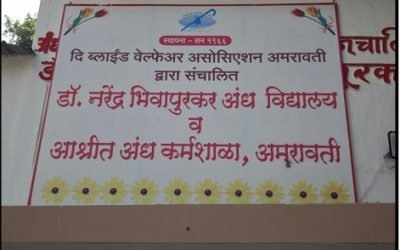 स्थापना - सन १९६६
दि ब्लाईंड वेल्फेअर असोसिएशन अमरावती
द्वारा संचालित
डॉ. नरेंद्र भिवापुरकर अंध विद्यालय
व
आश्रीत अंध कर्मशाळा, अमरावती